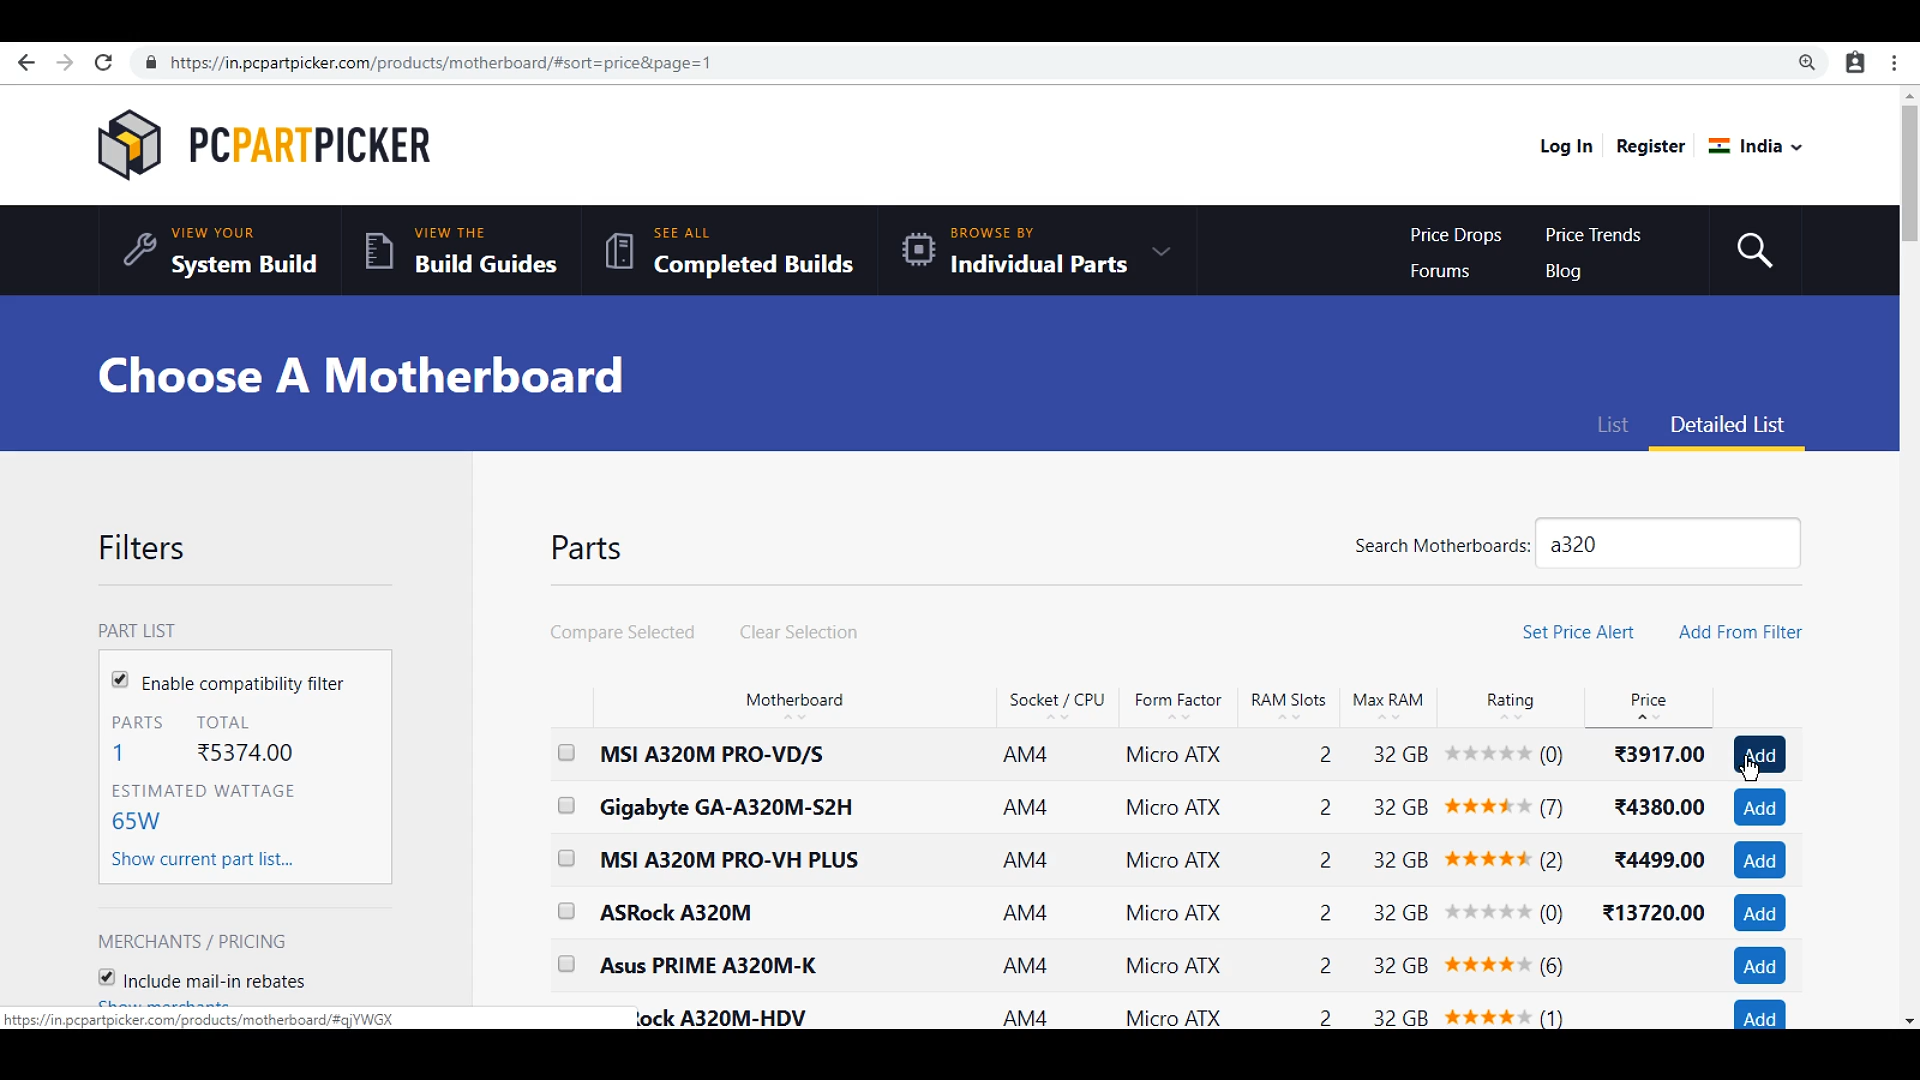 https://in.pcpartpicker.com/products/motherboard/#sort=price&page=1
PCPARTPICKER
Log In Register India
VIEW YOUR
System Build
VIEW THE
Build Guides
SEE ALL
Completed Builds
BROWSE BY
Individual Parts
Price Drops Price Trends
Forums Blog
Choose A Motherboard
List Detailed List
Filters
PART LIST
Enable compatibility filter
PARTS TOTAL
1 ₹5374.00
ESTIMATED WATTAGE
65W
Show current part list...
MERCHANTS / PRICING
Include mail-in rebates
Show merchants
Parts
Search Motherboards: a320
Compare Selected Clear Selection Set Price Alert Add From Filter
Motherboard Socket / CPU Form Factor RAM Slots Max RAM Rating Price
MSI A320M PRO-VD/S AM4 Micro ATX 2 32 GB (0) ₹3917.00 Add
Gigabyte GA-A320M-S2H AM4 Micro ATX 2 32 GB (7) ₹4380.00 Add
MSI A320M PRO-VH PLUS AM4 Micro ATX 2 32 GB (2) ₹4499.00 Add
ASRock A320M AM4 Micro ATX 2 32 GB (0) ₹13720.00 Add
Asus PRIME A320M-K AM4 Micro ATX 2 32 GB (6) Add
ock A320M-HDV AM4 Micro ATX 2 32 GB (1) Add
https://in.pcpartpicker.com/products/motherboard/#qjYWGX